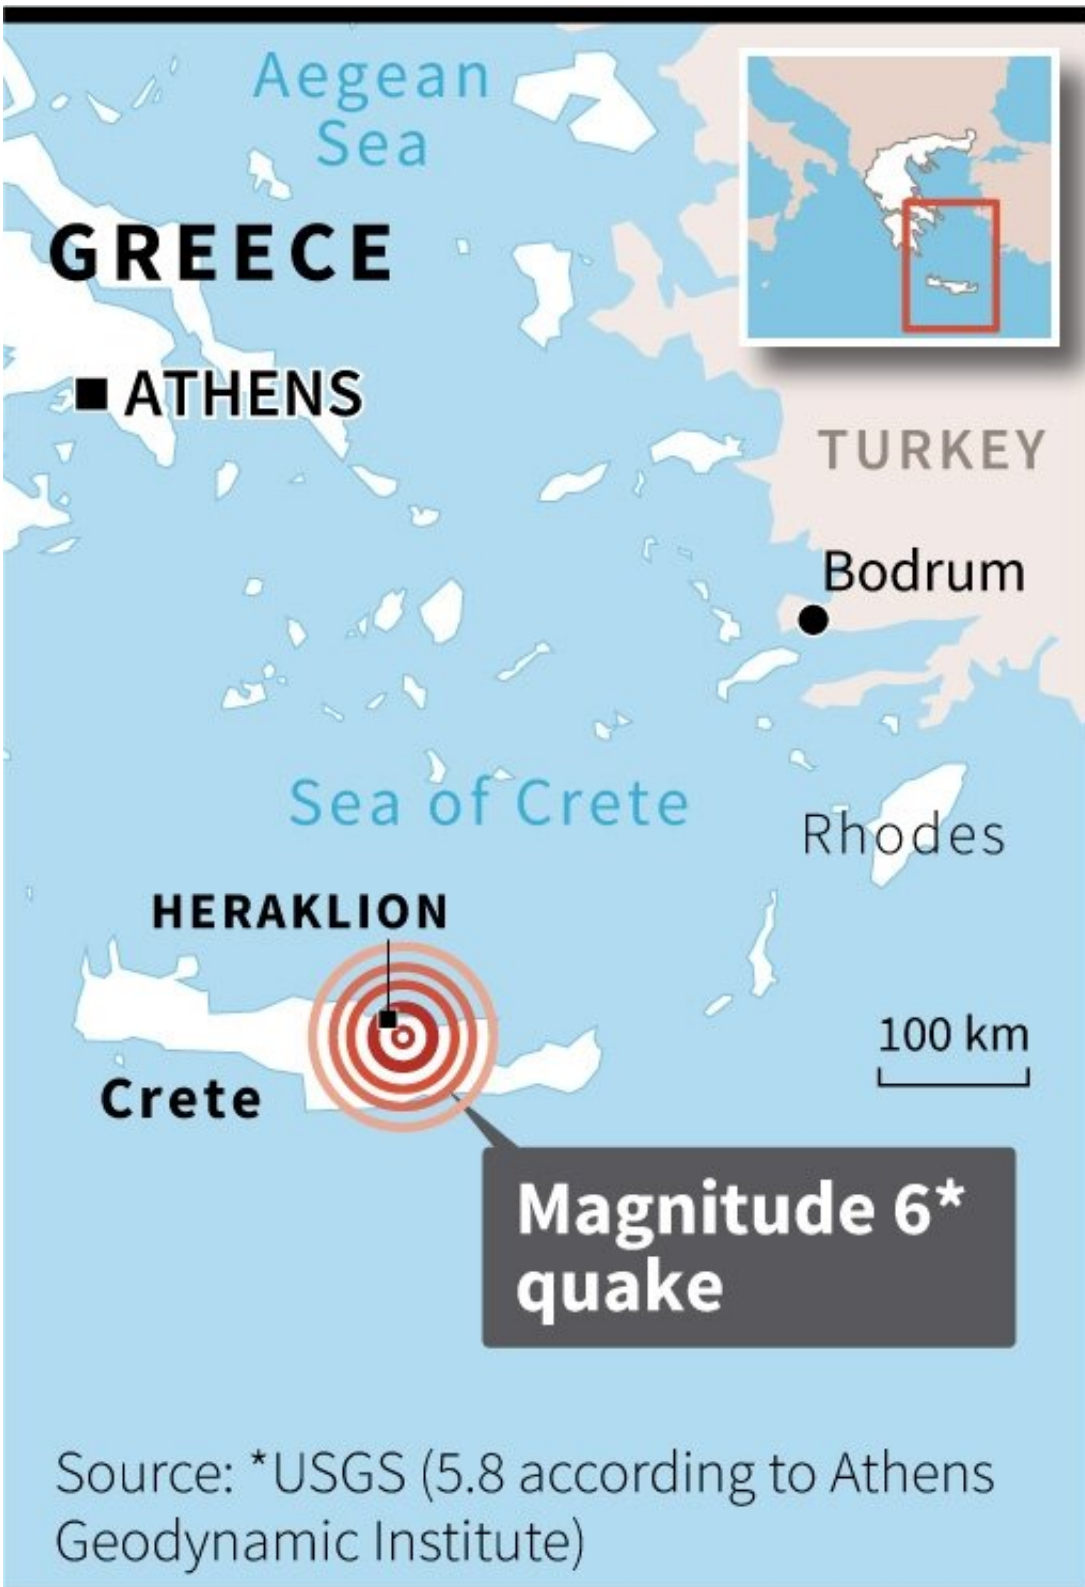 Aegean
Sea
GREECE
ATHENS
TURKEY
Bodrum
Sea of Crete
Rhodes
HERAKLION
100 km
Crete
Magnitude 6*
quake
Source: *USGS (5.8 according to Athens
Geodynamic Institute)